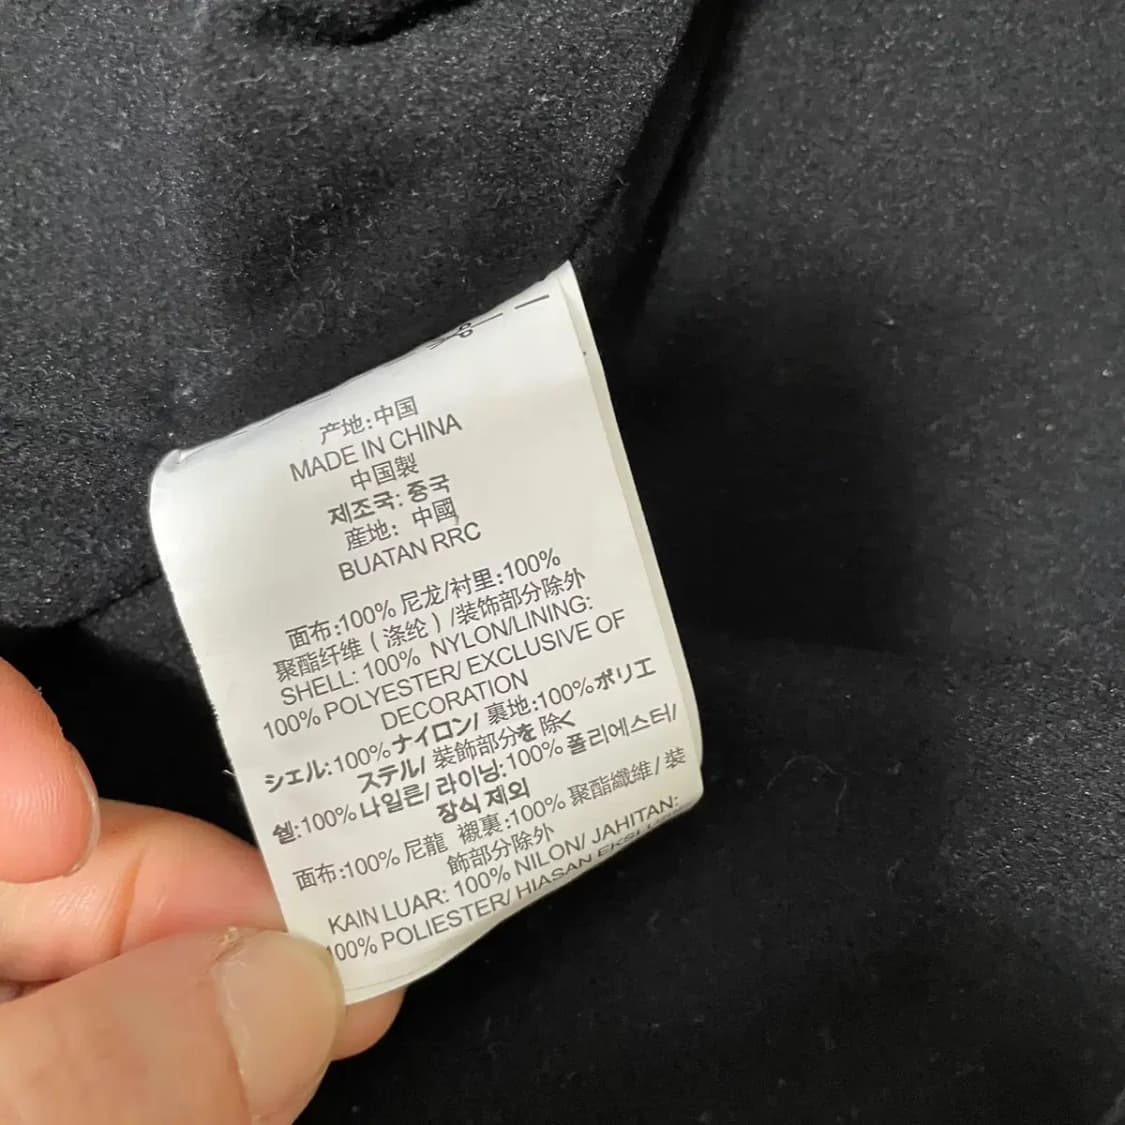 产地:中国
MADE IN CHINA
中国製
제조국: 중국
産地: 中國
BUATAN RRC
面布:100% 尼龙/衬里:100%
聚酯纤维 ( 涤纶 ) /装饰部分除外
SHELL: 100% NYLON/LINING:
100% POLYESTER/ EXCLUSIVE OF
DECORATION
シェル:100%ナイロン/ 裏地:100%ポリエ
ステル/ 装飾部分を 除く
쉘:100% 나일론/ 라이닝:100% 폴리에스터/
장식 제외
面布:100% 尼龍 襯裏:100% 聚酯纖維/ 裝
飾部分除外
KAIN LUAR: 100% NILON/ JAHITAN:
100% POLIESTER/ HIASAN